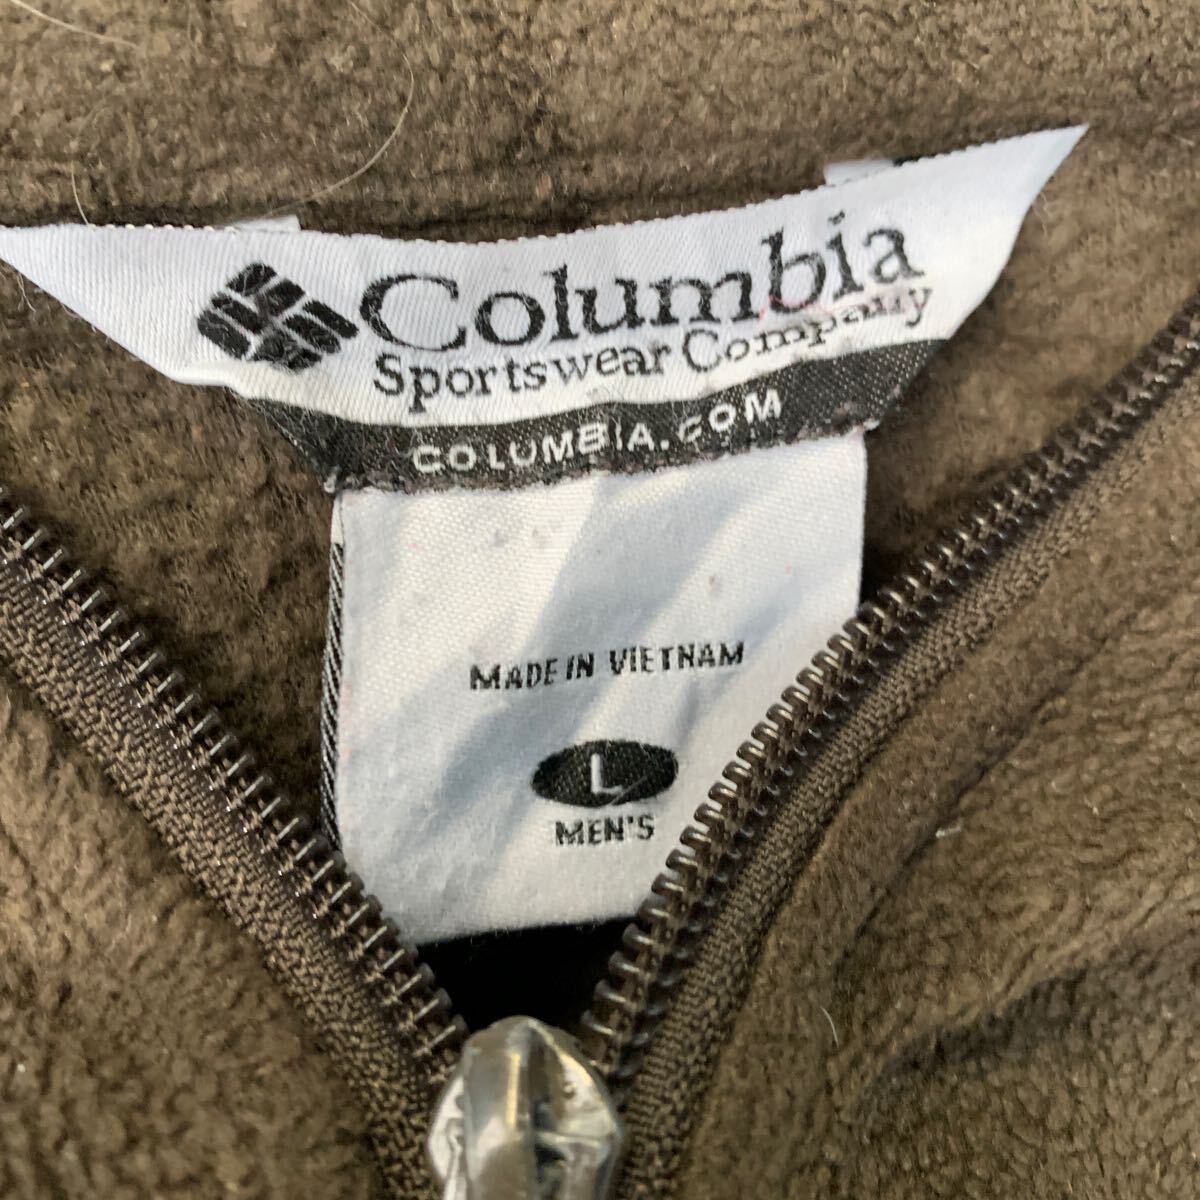 Columbia
Sportswear Company
COLUMBIA.COM
MADE IN VIETNAM
L
MEN'S